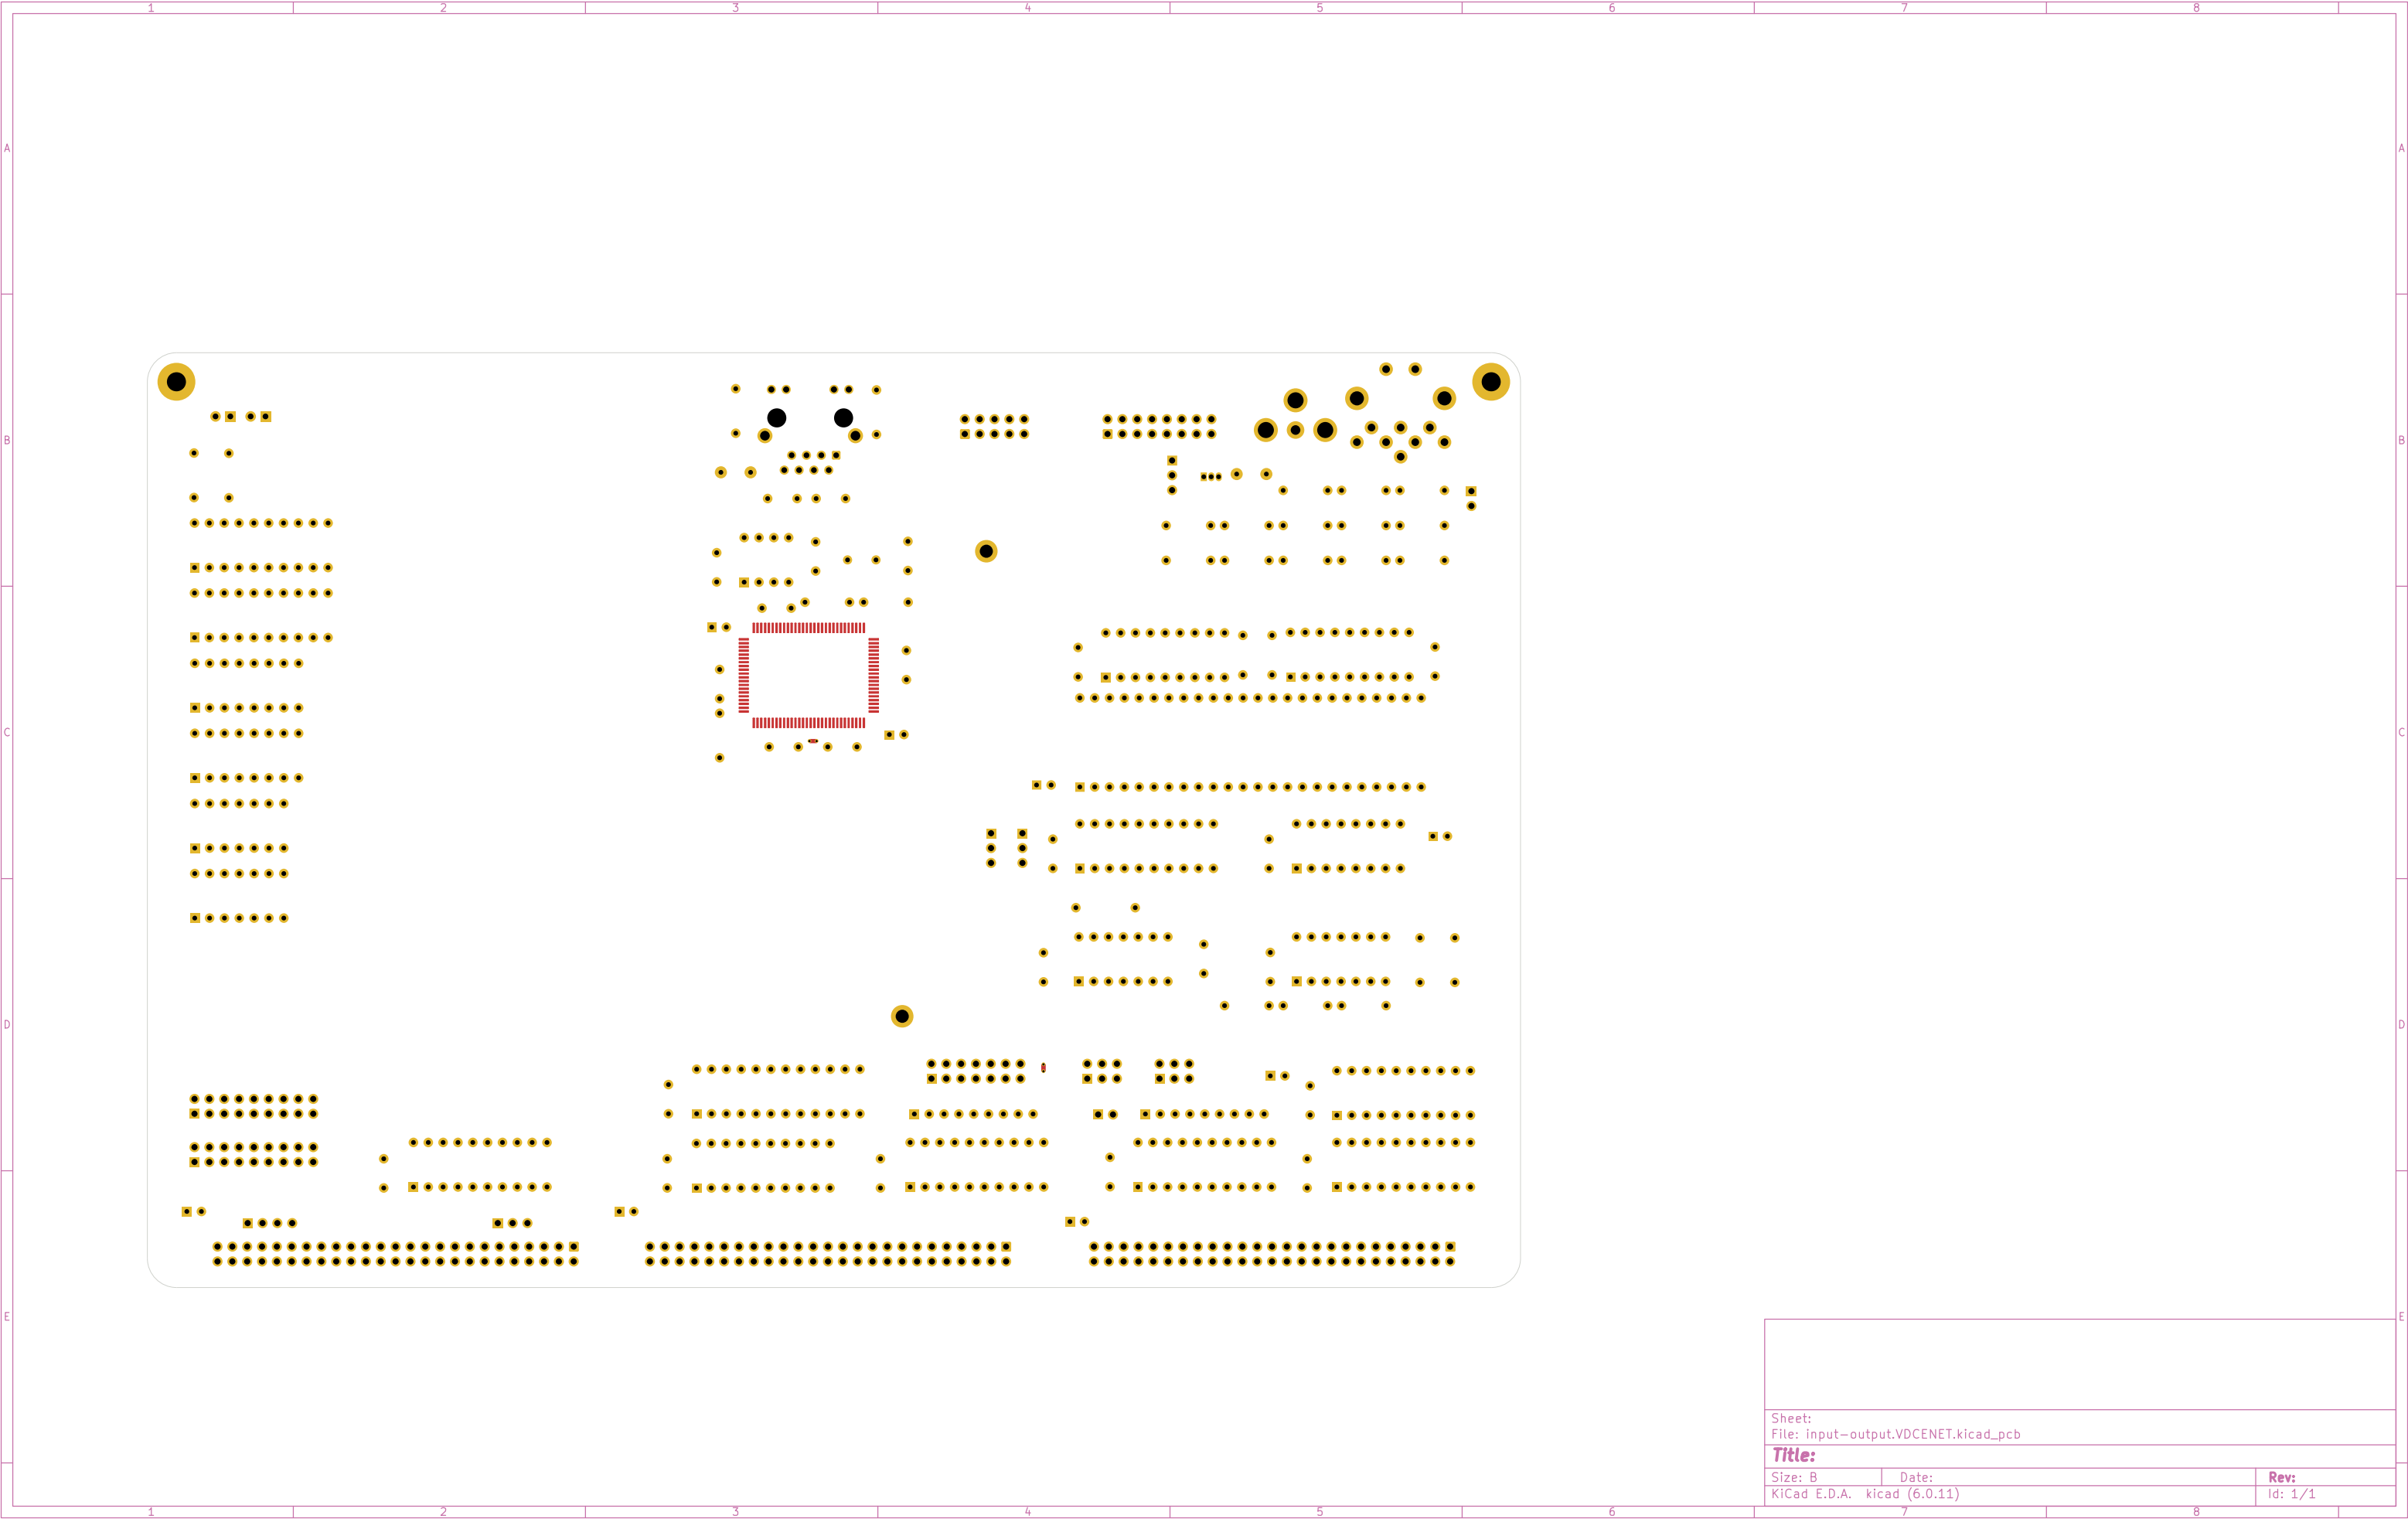 1 2 3 4 5 6 7 8
A A
B B
C C
D D
E E
Sheet:
File: input-output.VDCENET.kicad_pcb
Title:
Size: B Date: Rev:
KiCad E.D.A. kicad (6.0.11) Id: 1/1
1 2 3 4 5 6 7 8